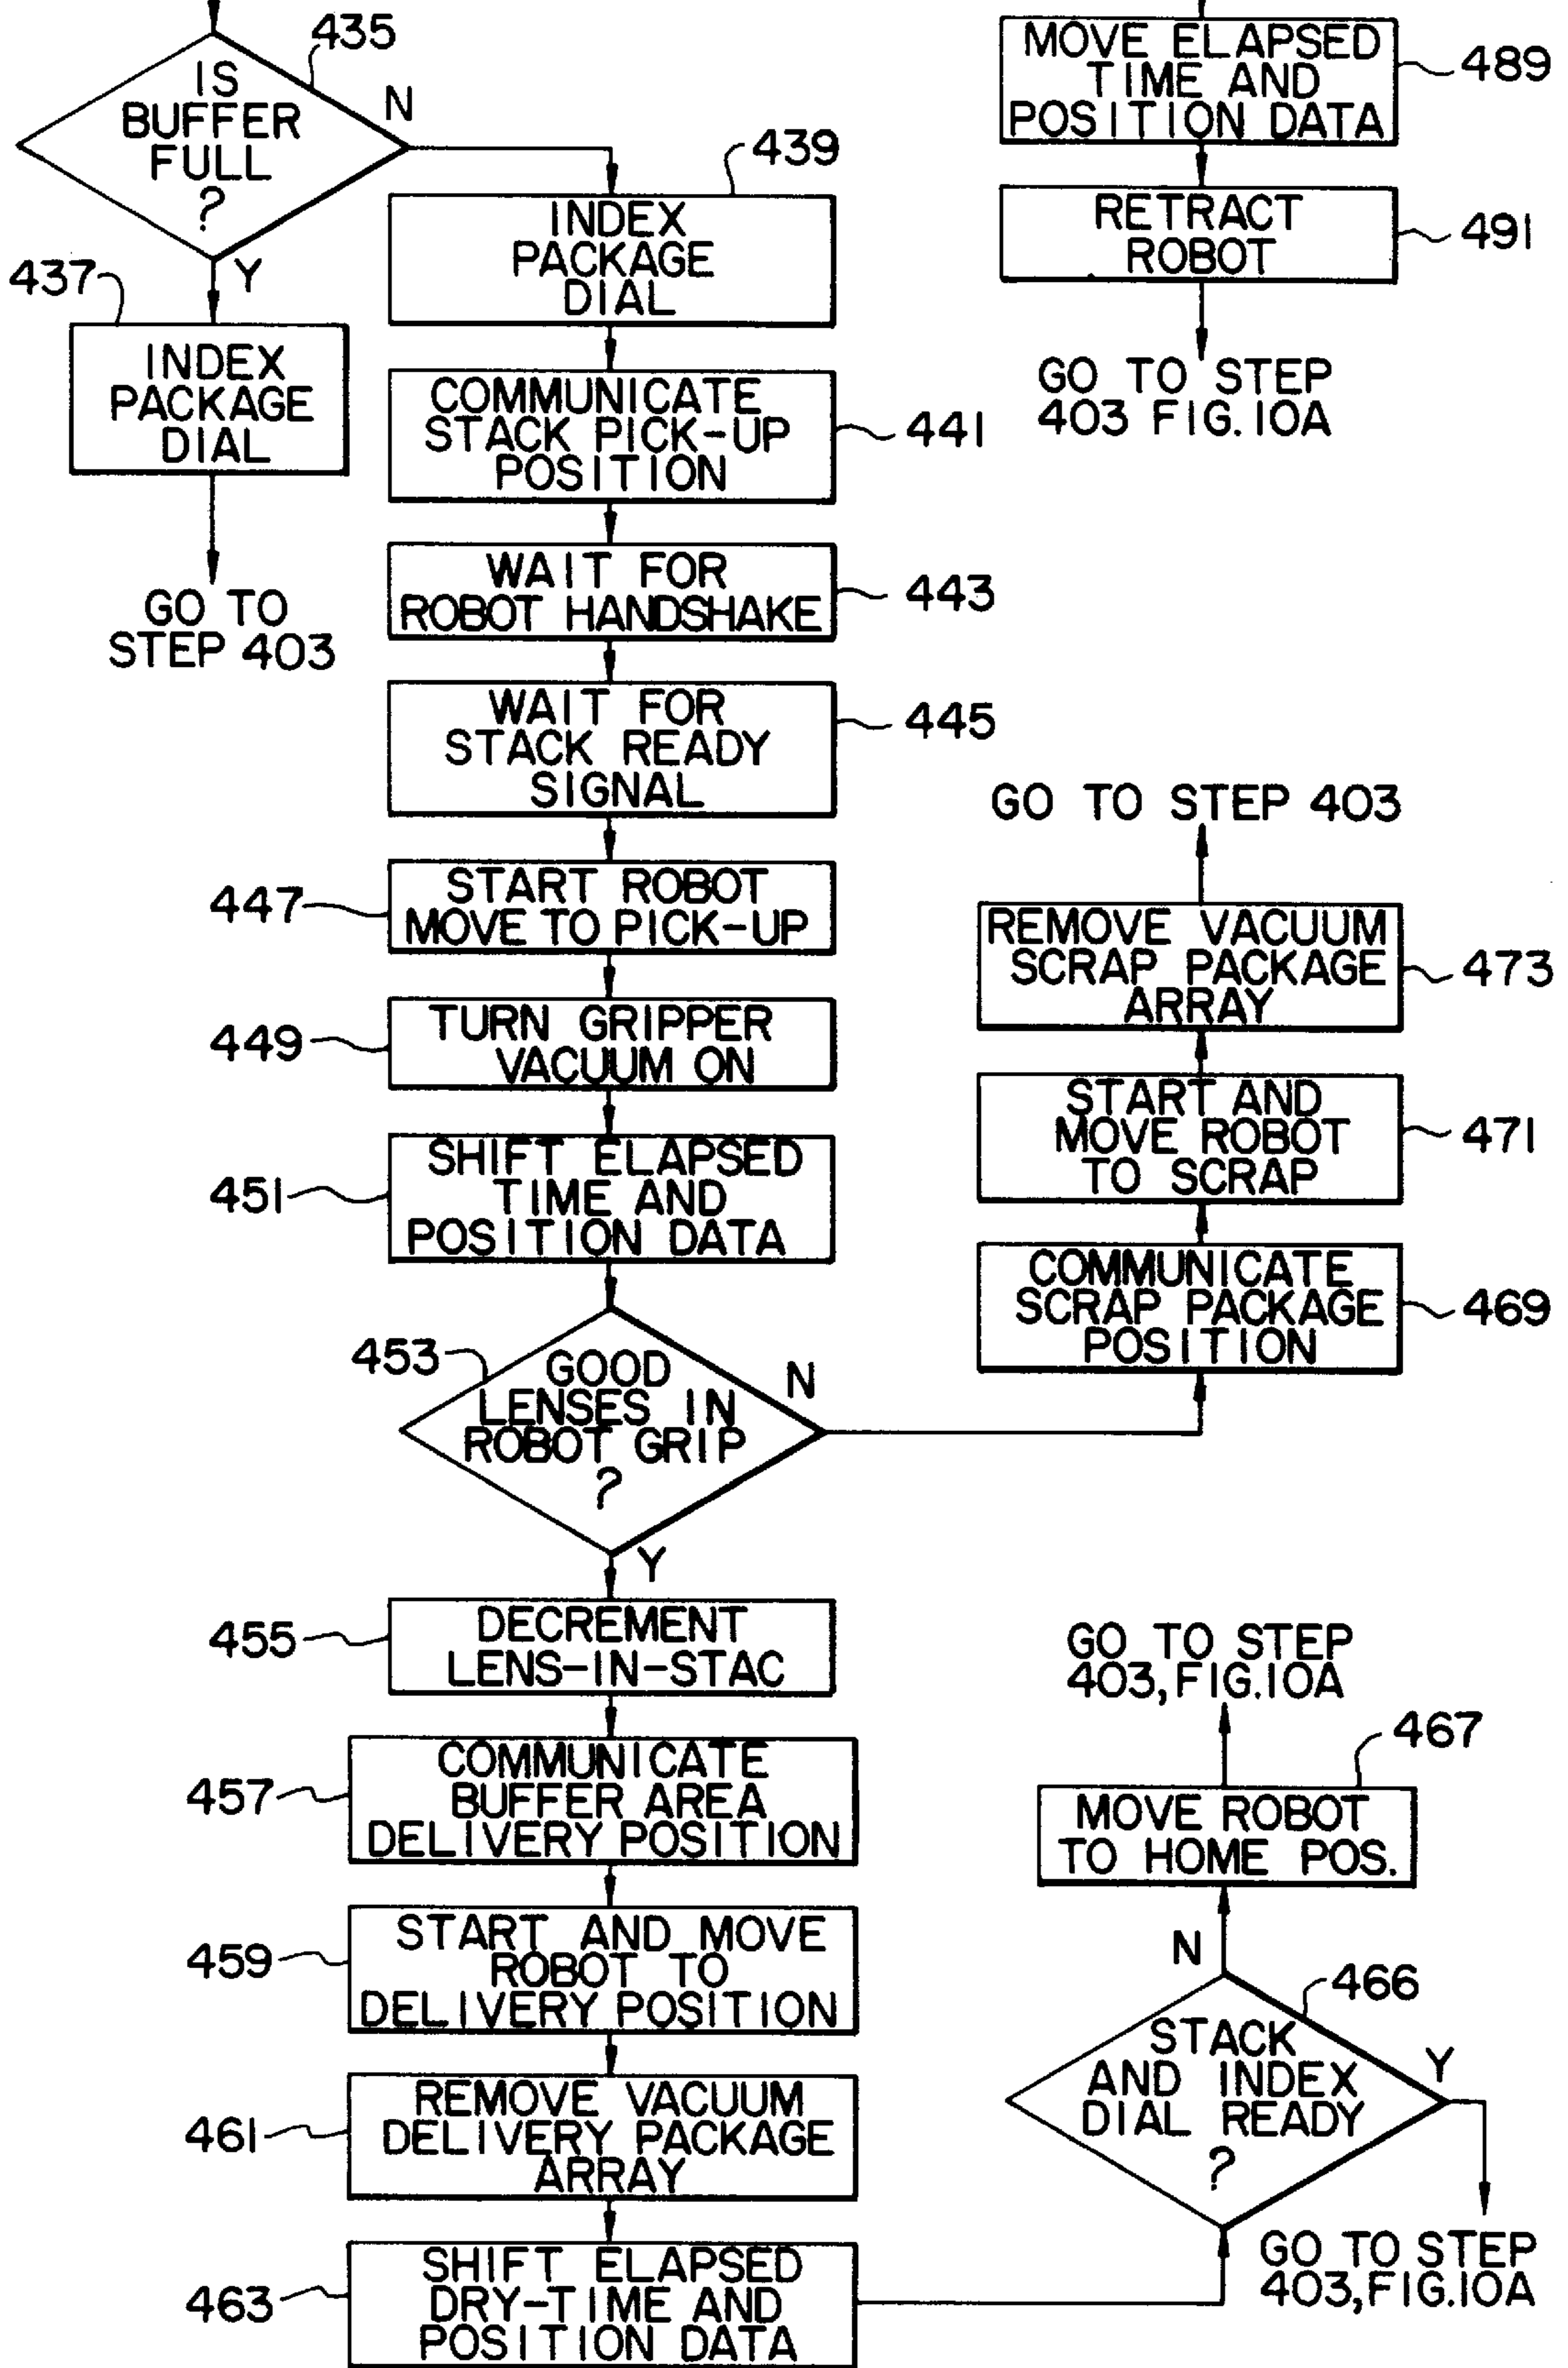 435
IS
BUFFER
FULL
?
N
Y
437
INDEX
PACKAGE
DIAL
GO TO
STEP 403
439
INDEX
PACKAGE
DIAL
COMMUNICATE
STACK PICK-UP
POSITION
441
WAIT FOR
ROBOT HANDSHAKE
443
WAIT FOR
STACK READY
SIGNAL
445
447
START ROBOT
MOVE TO PICK-UP
449
TURN GRIPPER
VACUUM ON
451
SHIFT ELAPSED
TIME AND
POSITION DATA
453
GOOD
LENSES IN
ROBOT GRIP
?
N
Y
455
DECREMENT
LENS-IN-STAC
457
COMMUNICATE
BUFFER AREA
DELIVERY POSITION
459
START AND MOVE
ROBOT TO
DELIVERY POSITION
461
REMOVE VACUUM
DELIVERY PACKAGE
ARRAY
463
SHIFT ELAPSED
DRY-TIME AND
POSITION DATA
MOVE ELAPSED
TIME AND
POSITION DATA
489
RETRACT
ROBOT
491
GO TO STEP
403 FIG.10A
GO TO STEP 403
REMOVE VACUUM
SCRAP PACKAGE
ARRAY
473
START AND
MOVE ROBOT
TO SCRAP
471
COMMUNICATE
SCRAP PACKAGE
POSITION
469
GO TO STEP
403,FIG.10A
467
MOVE ROBOT
TO HOME POS.
N
466
STACK
AND INDEX
DIAL READY
?
Y
GO TO STEP
403,FIG.10A